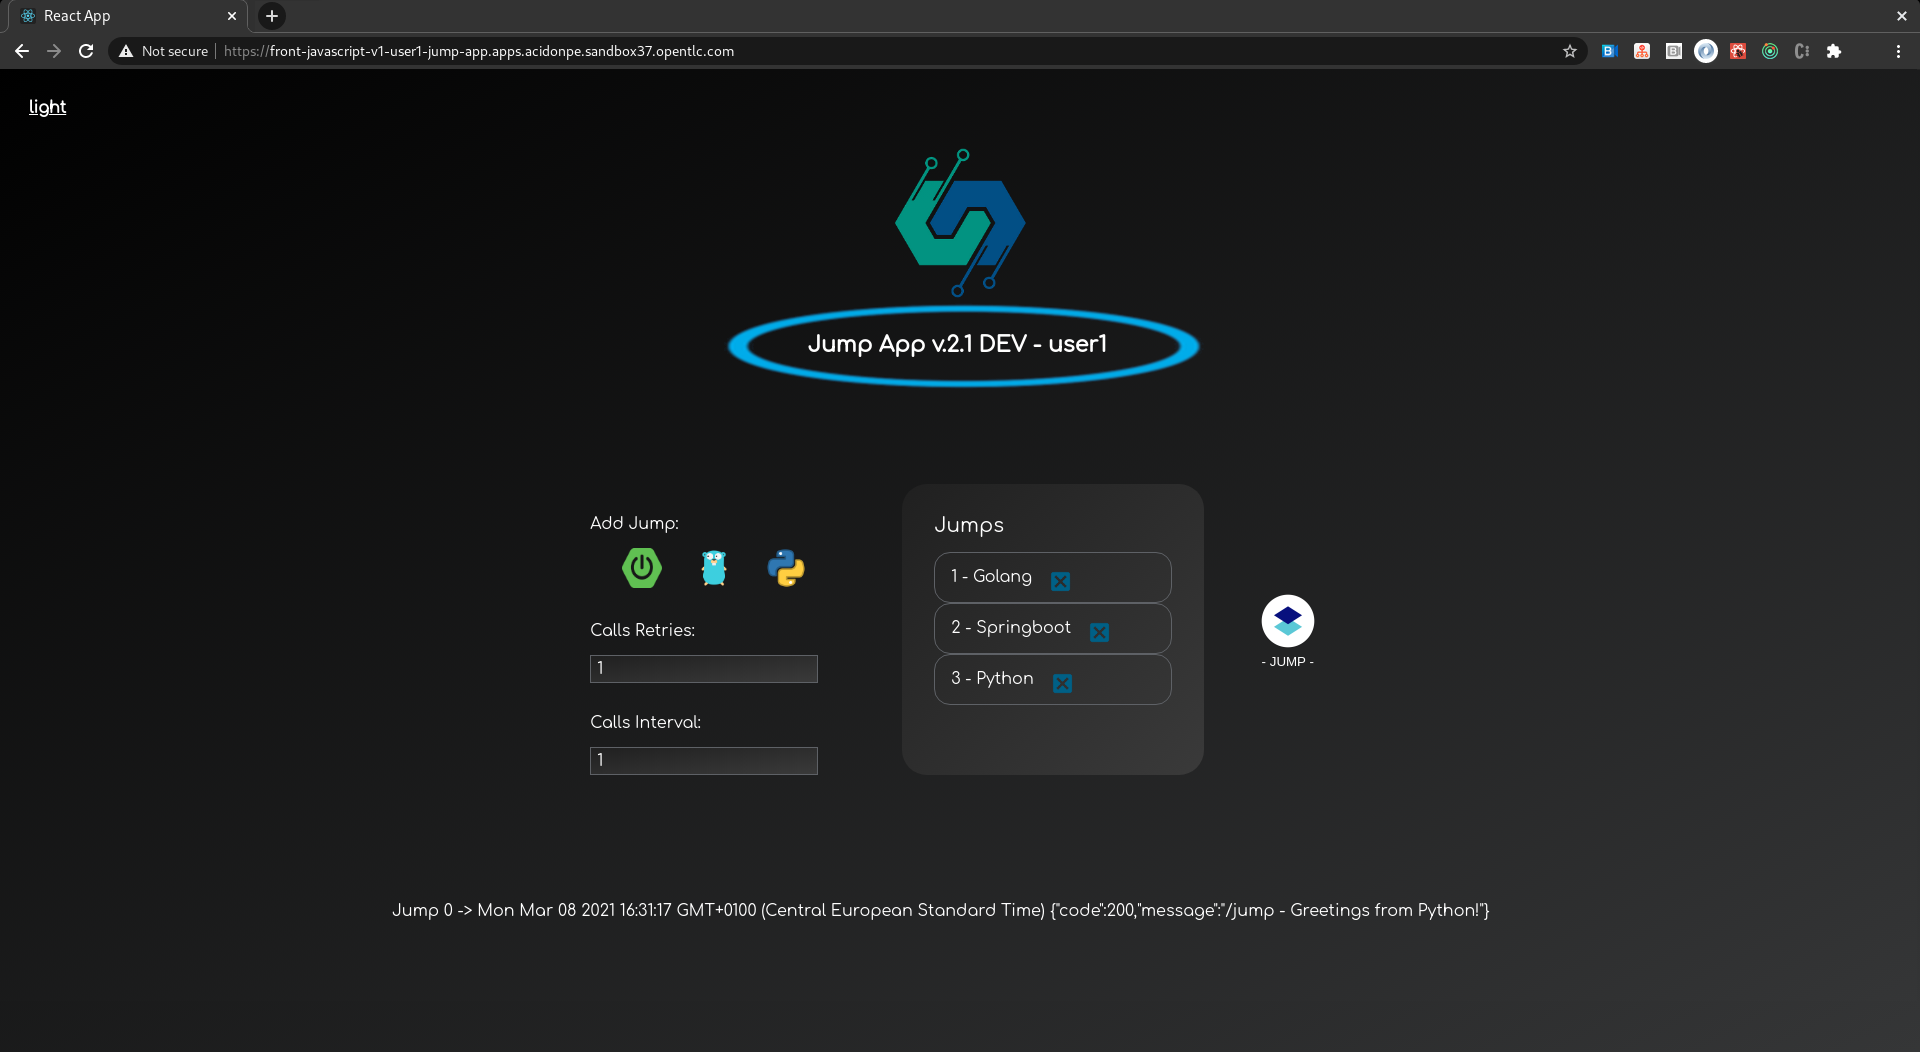 React App
Not secure
https://front-javascript-v1-user1-jump-app.apps.acidonpe.sandbox37.opentlc.com
light
Jump App v.2.1 DEV - user1
Add Jump:
Calls Retries:
1
Calls Interval:
1
Jumps
1 - Golang
2 - Springboot
3 - Python
- JUMP -
Jump 0 -> Mon Mar 08 2021 16:31:17 GMT+0100 (Central European Standard Time) {"code":200,"message":"/jump - Greetings from Python!"}